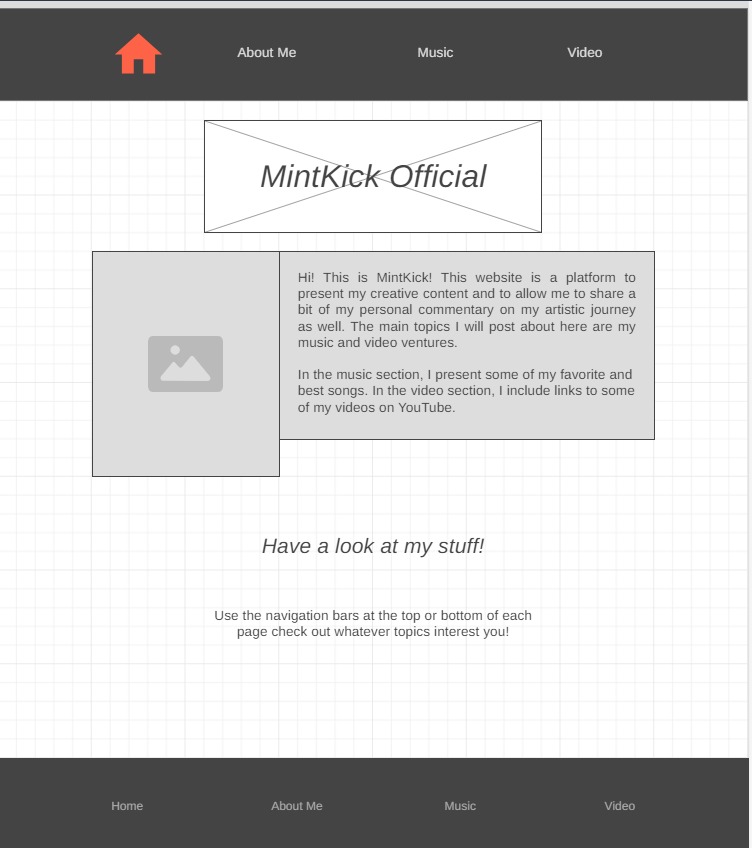 About Me Music Video
MintKick Official
Hi! This is MintKick! This website is a platform to
present my creative content and to allow me to share a
bit of my personal commentary on my artistic journey
as well. The main topics I will post about here are my
music and video ventures.
In the music section, I present some of my favorite and
best songs. In the video section, I include links to some
of my videos on YouTube.
Have a look at my stuff!
Use the navigation bars at the top or bottom of each
page check out whatever topics interest you!
Home About Me Music Video